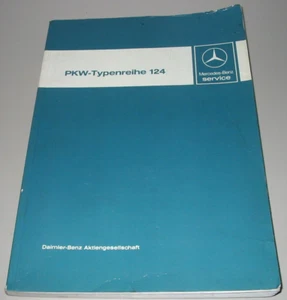 PKW-Typenreihe 124
Mercedes-Benz
service
Daimler-Benz Aktiengesellschaft